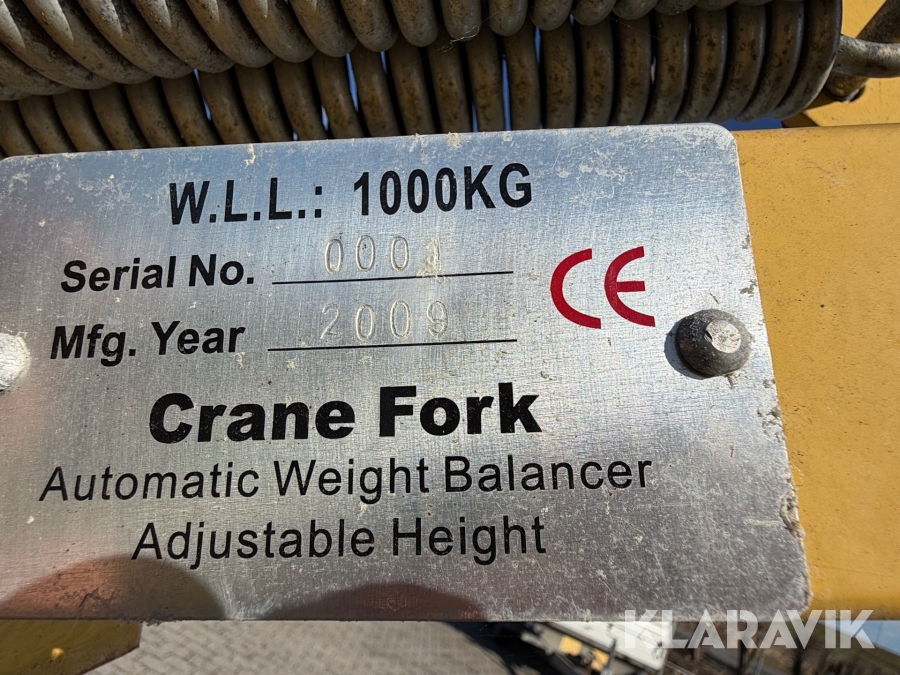 W.L.L.: 1000KG
Serial No. 0001
Mfg. Year 2009
CE
Crane Fork
Automatic Weight Balancer
Adjustable Height
KLARAVIK